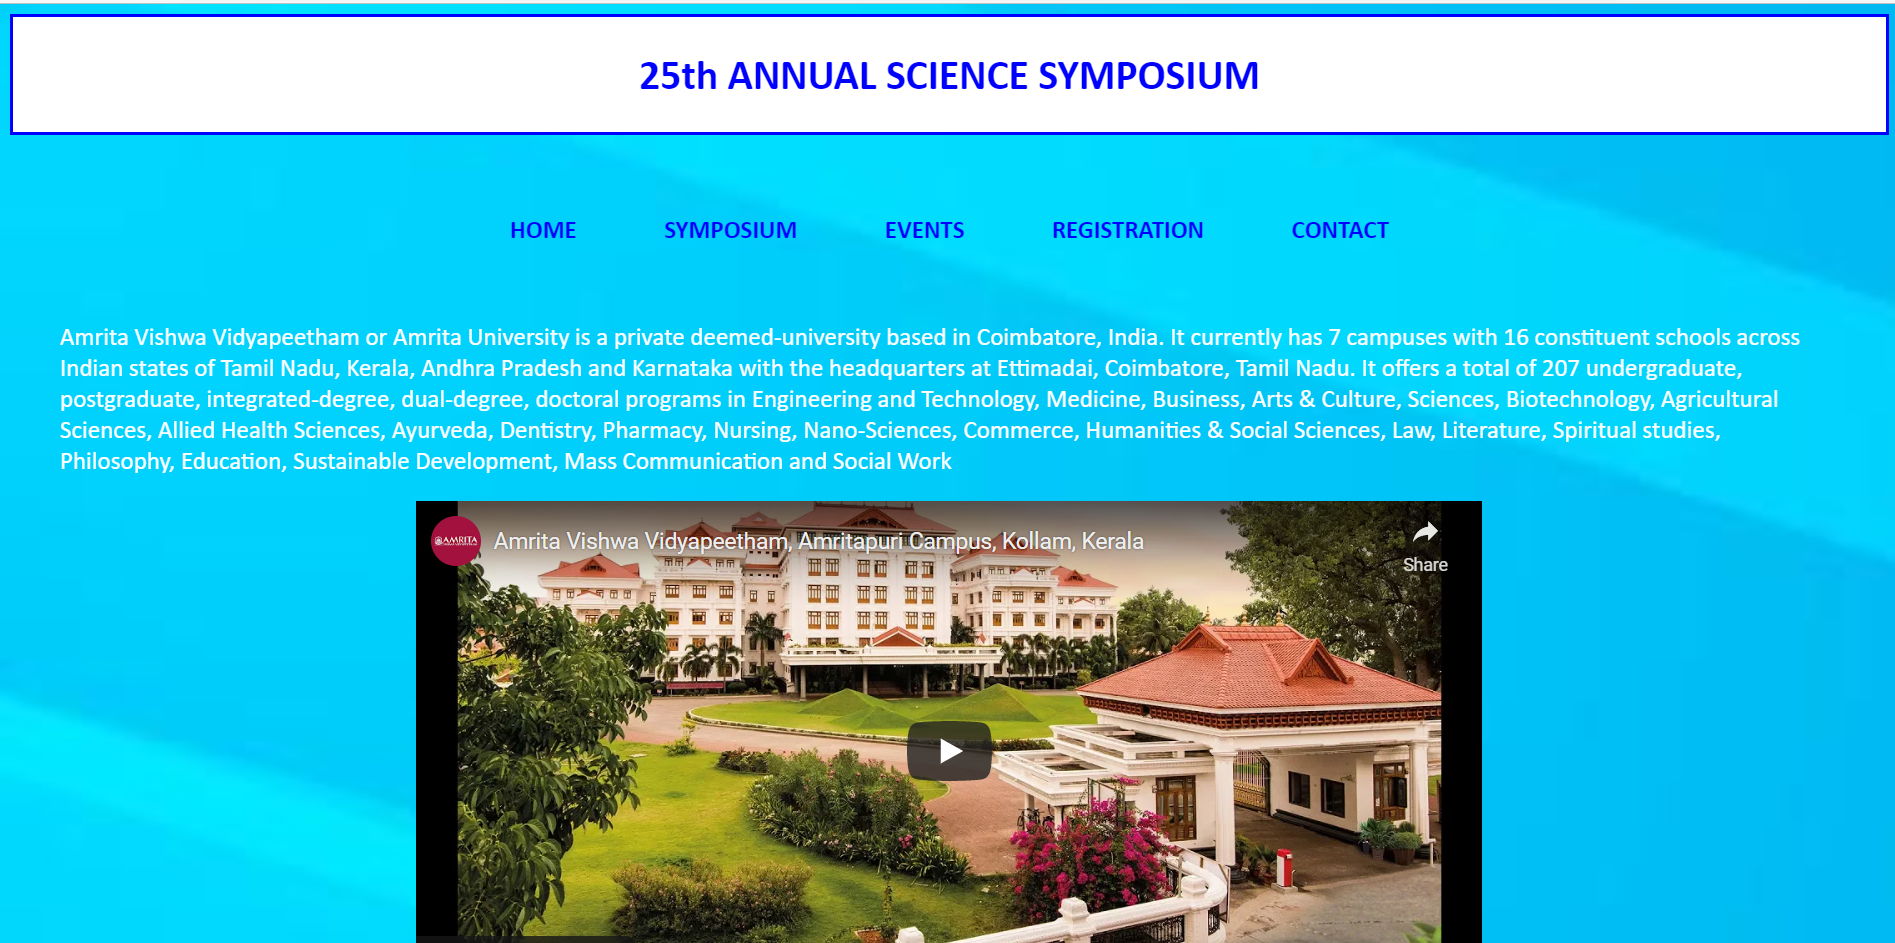 25th ANNUAL SCIENCE SYMPOSIUM
HOME SYMPOSIUM EVENTS REGISTRATION CONTACT
Amrita Vishwa Vidyapeetham or Amrita University is a private deemed-university based in Coimbatore, India. It currently has 7 campuses with 16 constituent schools across
Indian states of Tamil Nadu, Kerala, Andhra Pradesh and Karnataka with the headquarters at Ettimadai, Coimbatore, Tamil Nadu. It offers a total of 207 undergraduate,
postgraduate, integrated-degree, dual-degree, doctoral programs in Engineering and Technology, Medicine, Business, Arts & Culture, Sciences, Biotechnology, Agricultural
Sciences, Allied Health Sciences, Ayurveda, Dentistry, Pharmacy, Nursing, Nano-Sciences, Commerce, Humanities & Social Sciences, Law, Literature, Spiritual studies,
Philosophy, Education, Sustainable Development, Mass Communication and Social Work
AMRITA
Amrita Vishwa Vidyapeetham, Amritapuri Campus, Kollam, Kerala
Share